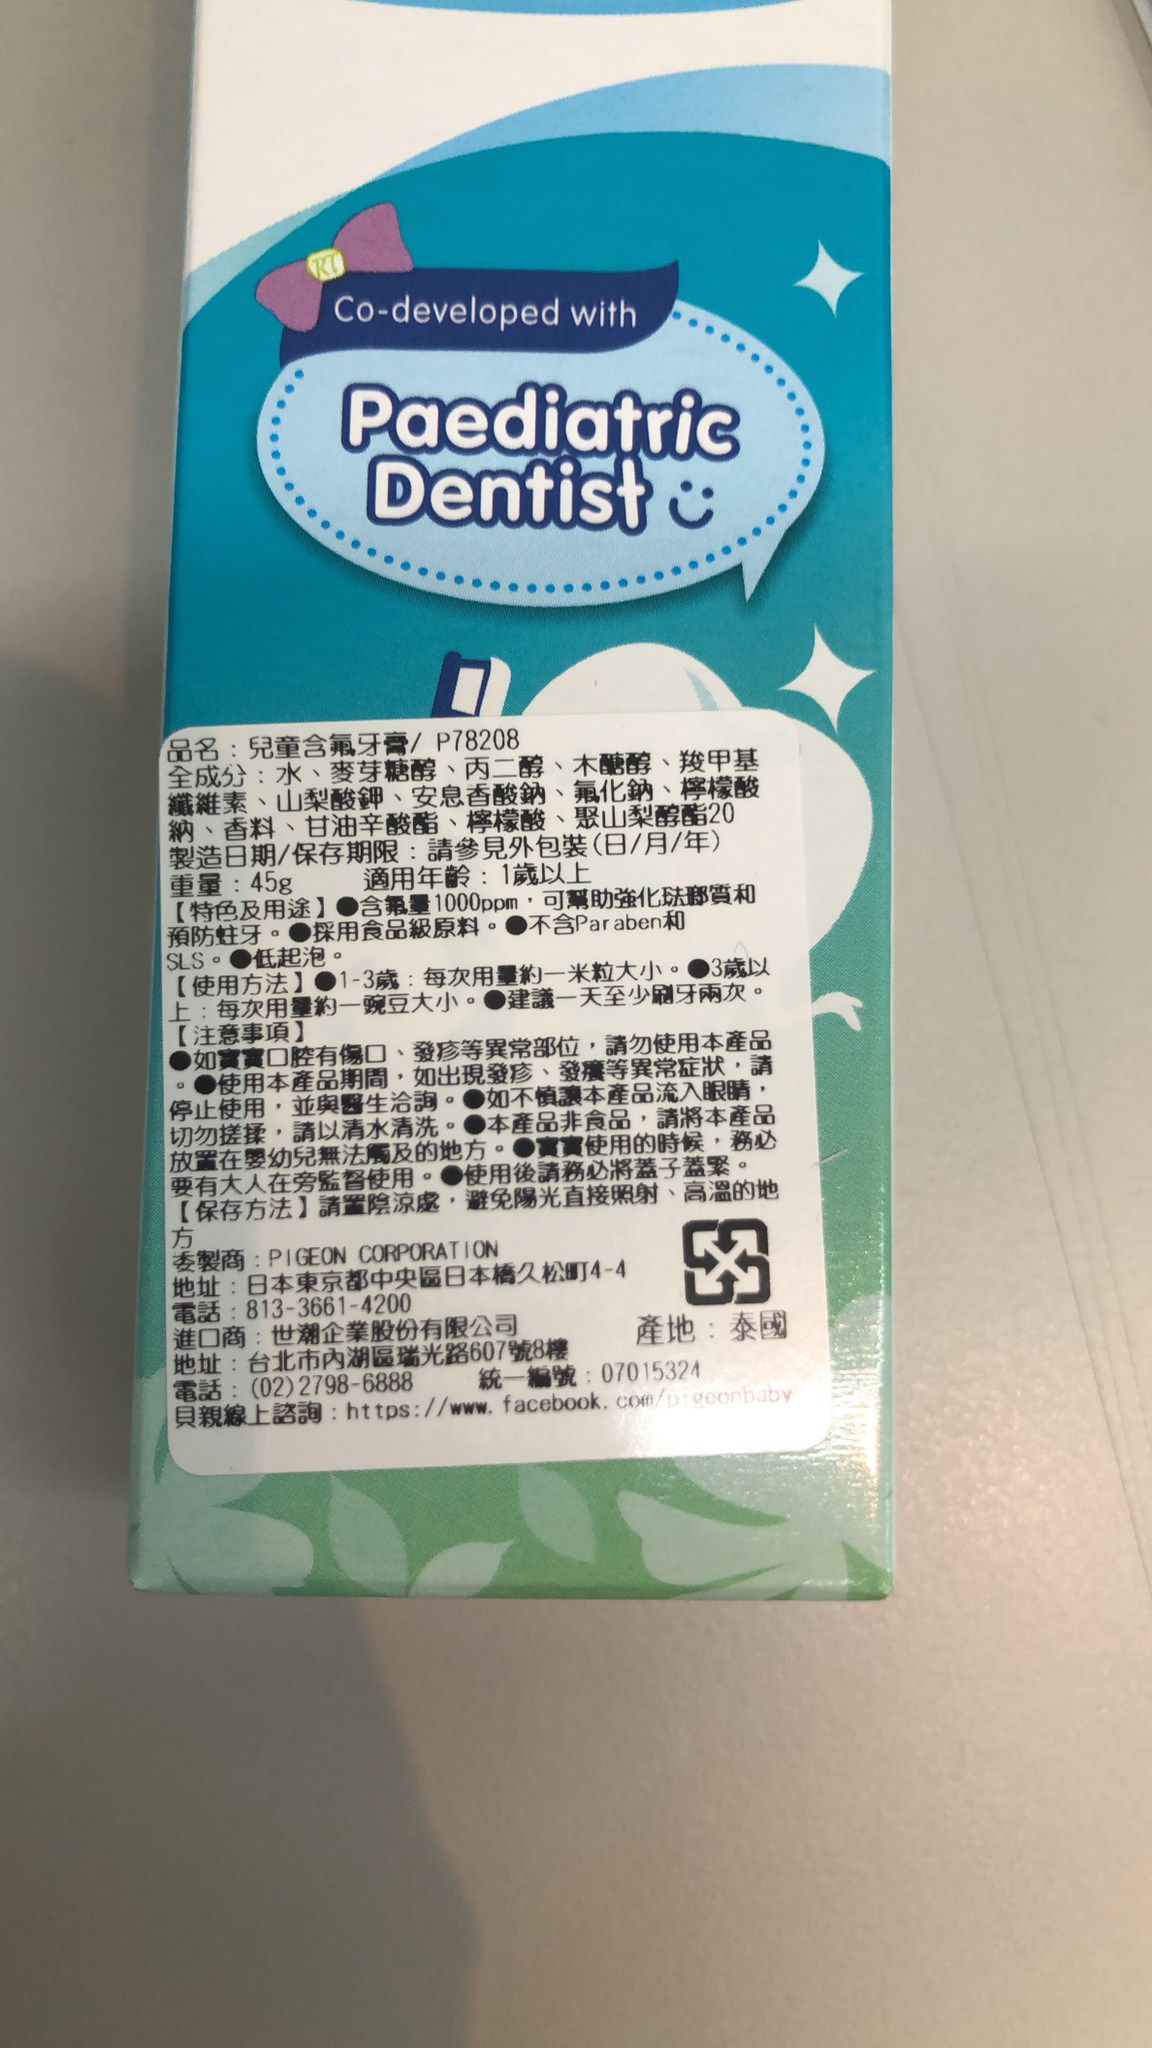 RT
Co-developed with
Paediatric
Dentist
品名：兒童含氟牙膏/ P78208
全成分：水、麥芽糖醇、丙二醇、木醣醇、羧甲基
纖維素、山梨酸鉀、安息香酸鈉、氟化鈉、檸檬酸
納、香料、甘油辛酸酯、檸檬酸、聚山梨醇酯20
製造日期/保存期限：請參見外包裝(日/月/年)
重量：45g 適用年齡：1歲以上
【特色及用途】●含氟量1000ppm，可幫助強化琺瑯質和
預防蛀牙。●採用食品級原料。●不含Paraben和
SLS。●低起泡。
【使用方法】●1-3歲：每次用量約一米粒大小。●3歲以
上：每次用量約一豌豆大小。●建議一天至少刷牙兩次。
【注意事項】
●如寶寶口腔有傷口、發疹等異常部位，請勿使用本產品
。●使用本產品期間，如出現發疹、發癢等異常症狀，請
停止使用，並與醫生洽詢。●如不慎讓本產品流入眼睛，
切勿搓揉，請以清水清洗。●本產品非食品，請將本產品
放置在嬰幼兒無法觸及的地方。●寶寶使用的時候，務必
要有大人在旁監督使用。●使用後請務必將蓋子蓋緊。
【保存方法】請置陰涼處，避免陽光直接照射、高溫的地
方
委製商：PIGEON CORPORATION
地址：日本東京都中央區日本橋久松町4-4
電話：813-3661-4200
進口商：世潮企業股份有限公司
產地：泰國
地址：台北市內湖區瑞光路607號8樓
電話：(02)2798-6888 統一編號：07015324
貝親線上諮詢：https://www.facebook.com/pigeonbaby